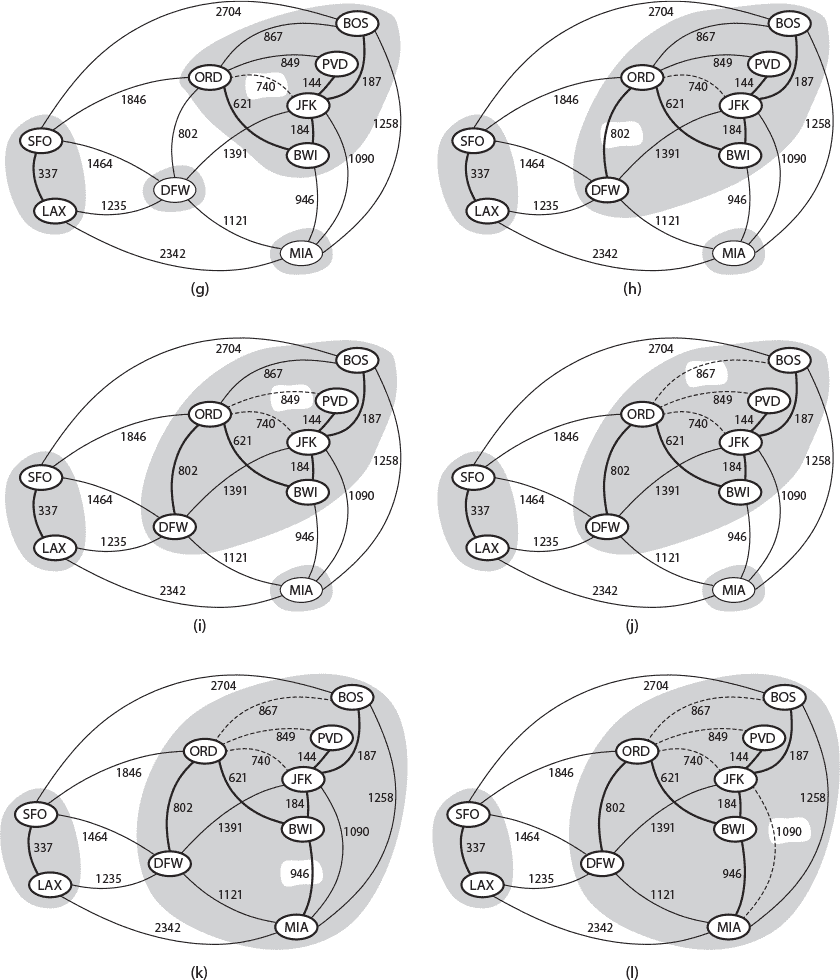 2704
BOS
867
849
PVD
ORD
740
144
187
JFK
1846
621
802
184
1258
SFO
1464
1391
BWI
1090
337
DFW
946
LAX
1235
1121
2342
MIA
(g)
2704
BOS
867
849
PVD
ORD
740
144
187
JFK
1846
621
802
184
1258
SFO
1464
1391
BWI
1090
337
DFW
946
LAX
1235
1121
2342
MIA
(h)
2704
BOS
867
849
PVD
ORD
740
144
187
JFK
1846
621
802
184
1258
SFO
1464
1391
BWI
1090
337
DFW
946
LAX
1235
1121
2342
MIA
(i)
2704
BOS
867
849
PVD
ORD
740
144
187
JFK
1846
621
802
184
1258
SFO
1464
1391
BWI
1090
337
DFW
946
LAX
1235
1121
2342
MIA
(j)
2704
BOS
867
849
PVD
ORD
740
144
187
JFK
1846
621
802
184
1258
SFO
1464
1391
BWI
1090
337
DFW
946
LAX
1235
1121
2342
MIA
(k)
2704
BOS
867
849
PVD
ORD
740
144
187
JFK
1846
621
802
184
1258
SFO
1464
1391
BWI
1090
337
DFW
946
LAX
1235
1121
2342
MIA
(l)